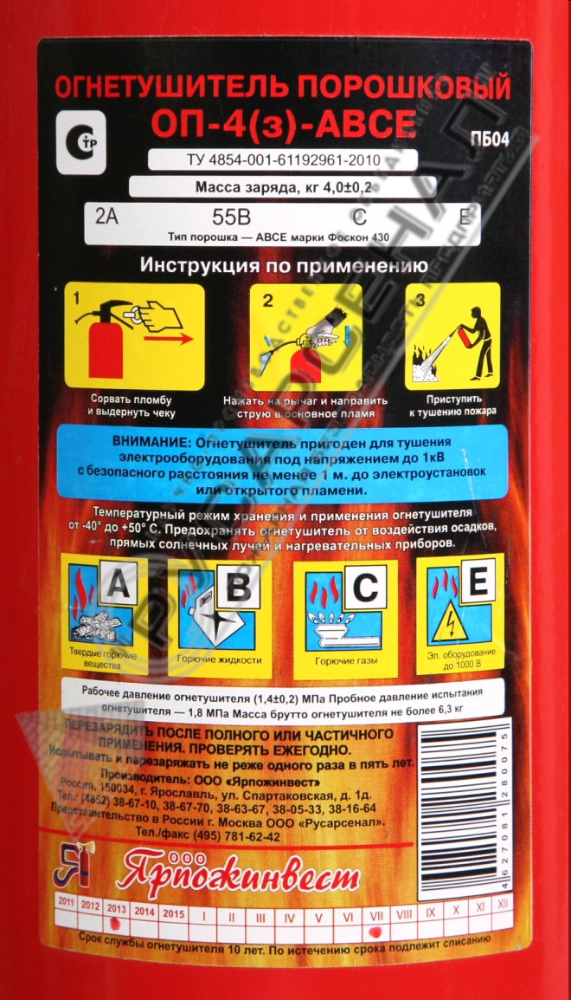 ОГНЕТУШИТЕЛЬ ПОРОШКОВЫЙ
ОП-4(з)-АВСЕ
ТР
ПБ04
ТУ 4854-001-61192961-2010
Масса заряда, кг 4,0±0,2
2А 55В С Е
Тип порошка — АВСЕ марки Фоскон 430
Инструкция по применению
1 2 3
Сорвать пломбу
и выдернуть чеку
Нажать на рычаг и направить
струю в основное пламя
Приступить
к тушению пожара
ВНИМАНИЕ: Огнетушитель пригоден для тушения
электрооборудования под напряжением до 1кВ
с безопасного расстояния не менее 1 м. до электроустановок
или открытого пламени.
Температурный режим хранения и применения огнетушителя
от -40° до +50° С. Предохранять огнетушитель от воздействия осадков,
прямых солнечных лучей и нагревательных приборов.
А В С Е
Твердые горючие
вещества
Горючие жидкости
Горючие газы
Эл. оборудование
до 1000 В
Рабочее давление огнетушителя (1,4±0,2) МПа Пробное давление испытания
огнетушителя — 1,8 МПа Масса брутто огнетушителя не более 6,3 кг
ПЕРЕЗАРЯДИТЬ ПОСЛЕ ПОЛНОГО ИЛИ ЧАСТИЧНОГО
ПРИМЕНЕНИЯ. ПРОВЕРЯТЬ ЕЖЕГОДНО.
Испытывать и перезаряжать не реже одного раза в пять лет.
Производитель: ООО «Ярпожинвест»
Россия, 150034, г. Ярославль, ул. Спартаковская, д. 1д.
Тел.: (4852) 38-67-10, 38-67-70, 38-63-67, 38-05-33, 38-16-64
Представительство в России г. Москва ООО «Русарсенал».
Тел./факс (495) 781-62-42
4 627081 280075
ЯП
ООО
Ярпожинвест
2011 2012 2013 2014 2015 I II III IV V VI VII VIII IX X XI XII
Срок службы огнетушителя 10 лет. По истечению срока подлежит списанию
РУСАРСЕНАЛ